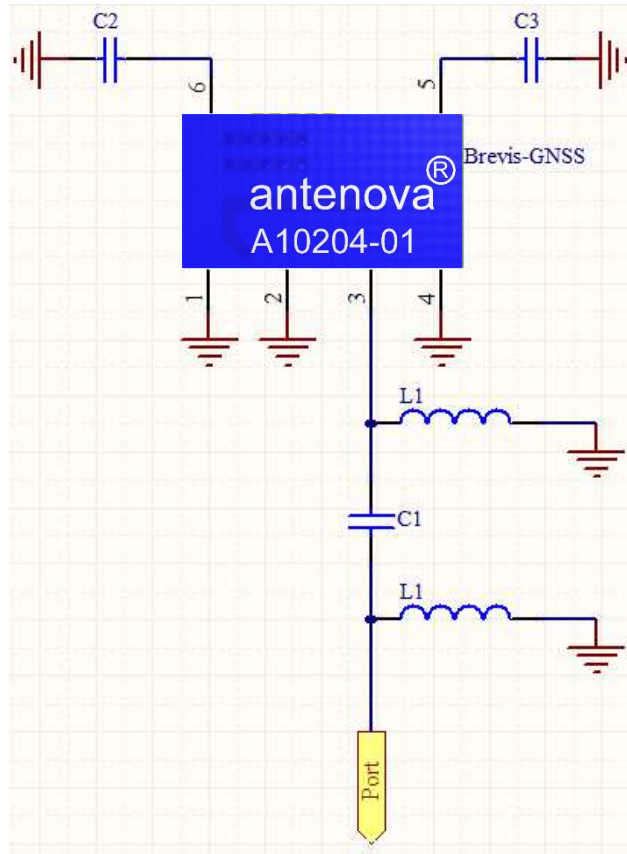 C2
C3
6
5
Brevis-GNSS
antenova®
A10204-01
1
2
3
4
L1
C1
L1
Port